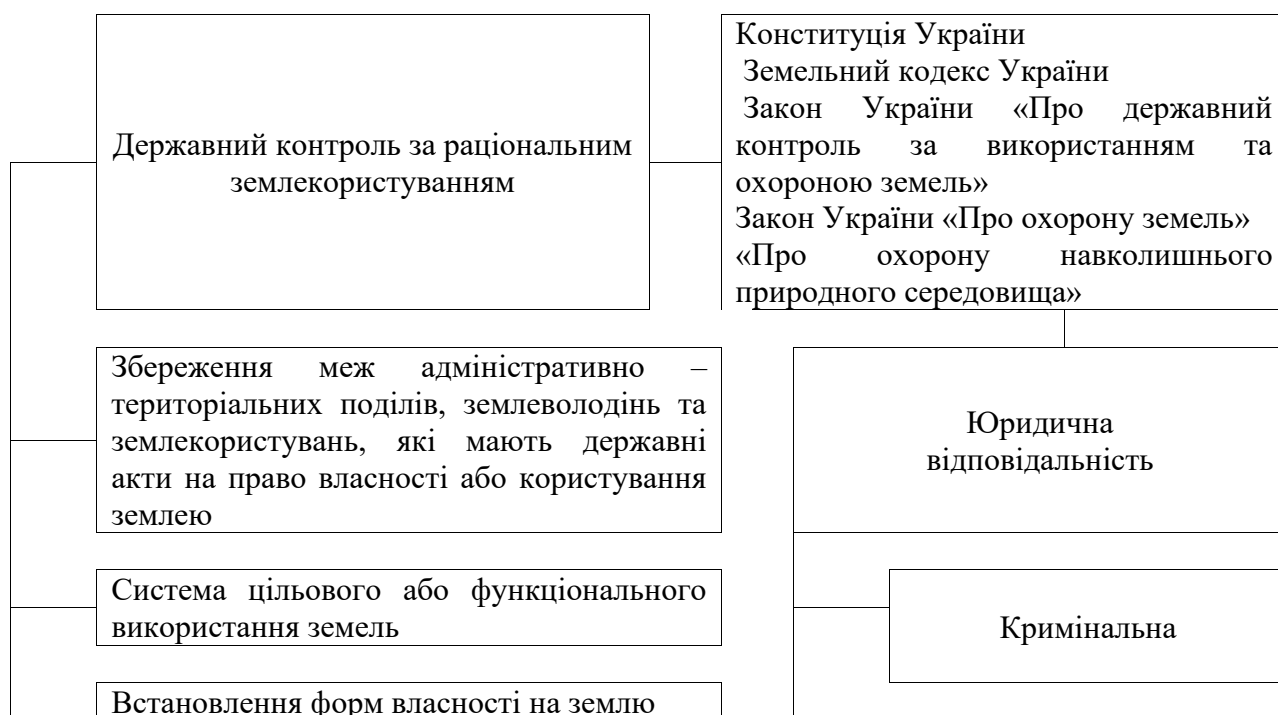 Державний контроль за раціональним
землекористуванням
Конституція України
Земельний кодекс України
Закон України «Про державний
контроль за використанням та
охороною земель»
Закон України «Про охорону земель»
«Про охорону навколишнього
природного середовища»
Збереження меж адміністративно –
територіальних поділів, землеволодінь та
землекористувань, які мають державні
акти на право власності або користування
землею
Юридична
відповідальність
Система цільового або функціонального
використання земель
Кримінальна
Встановлення форм власності на землю